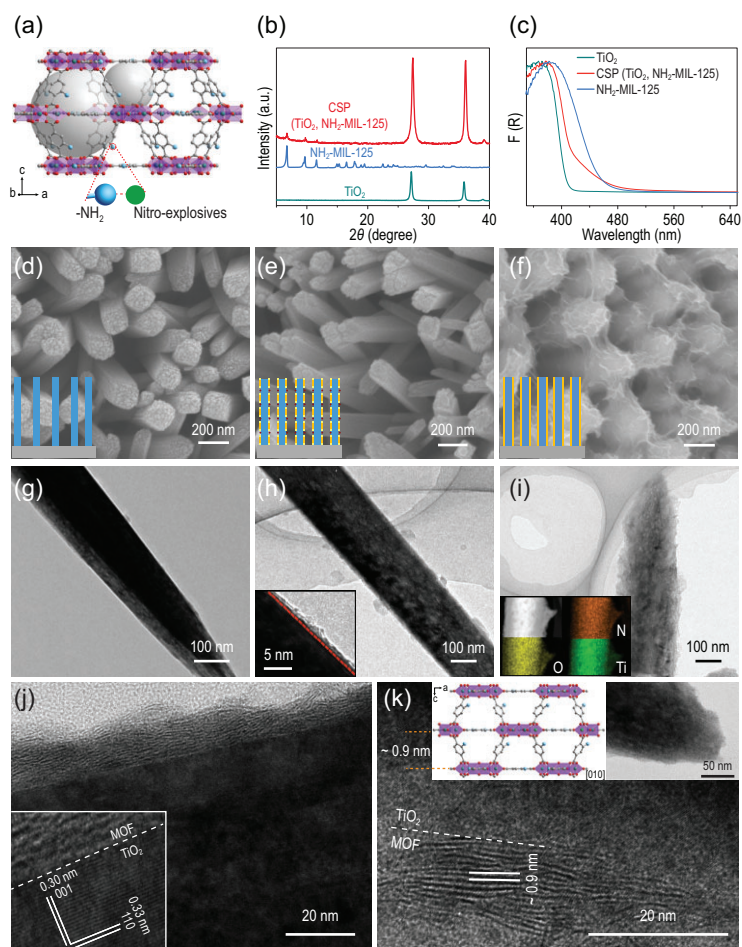 (a)
c
b
a
-NH₂
Nitro-explosives
(b)
Intensity (a.u.)
CSP
(TiO₂, NH₂-MIL-125)
NH₂-MIL-125
TiO₂
10 20 30 40
2θ (degree)
(c)
F (R)
TiO₂
CSP (TiO₂, NH₂-MIL-125)
NH₂-MIL-125
400 480 560 640
Wavelength (nm)
(d)
200 nm
(e)
200 nm
(f)
200 nm
(g)
100 nm
(h)
5 nm
100 nm
(i)
N
O
Ti
100 nm
(j)
MOF
TiO₂
0.30 nm
001
0.33 nm
110
20 nm
(k)
a
c
~ 0.9 nm
[010]
50 nm
TiO₂
MOF
~ 0.9 nm
20 nm